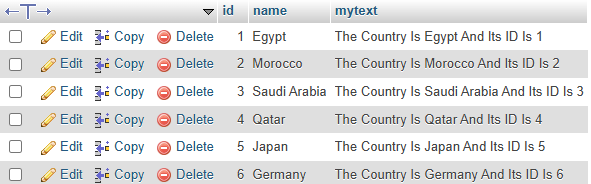 id name mytext
Edit Copy Delete 1 Egypt The Country Is Egypt And Its ID Is 1
Edit Copy Delete 2 Morocco The Country Is Morocco And Its ID Is 2
Edit Copy Delete 3 Saudi Arabia The Country Is Saudi Arabia And Its ID Is 3
Edit Copy Delete 4 Qatar The Country Is Qatar And Its ID Is 4
Edit Copy Delete 5 Japan The Country Is Japan And Its ID Is 5
Edit Copy Delete 6 Germany The Country Is Germany And Its ID Is 6